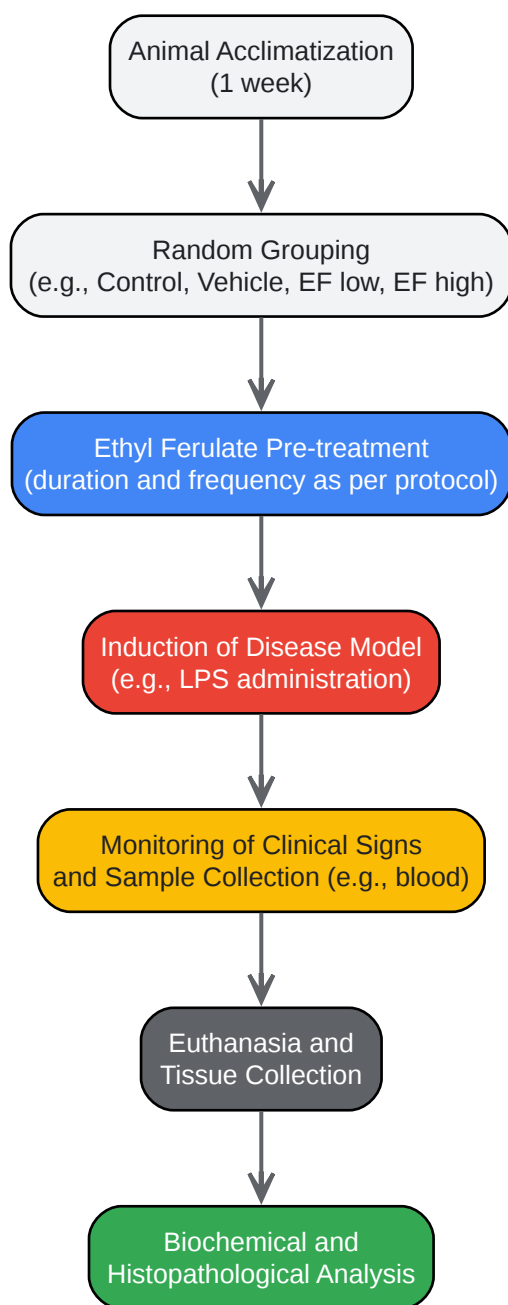 Animal Acclimatization
(1 week)
Random Grouping
(e.g., Control, Vehicle, EF low, EF high)
Ethyl Ferulate Pre-treatment
(duration and frequency as per protocol)
Induction of Disease Model
(e.g., LPS administration)
Monitoring of Clinical Signs
and Sample Collection (e.g., blood)
Euthanasia and
Tissue Collection
Biochemical and
Histopathological Analysis